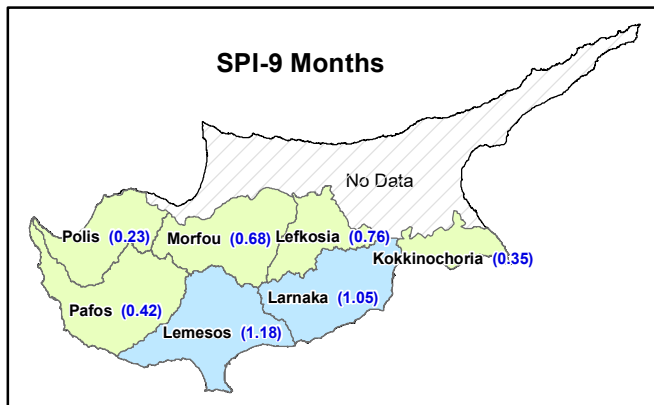 SPI-9 Months
No Data
Polis (0.23)
Morfou (0.68)
Lefkosia (0.76)
Kokkinochoria (0.35)
Pafos (0.42)
Larnaka (1.05)
Lemesos (1.18)